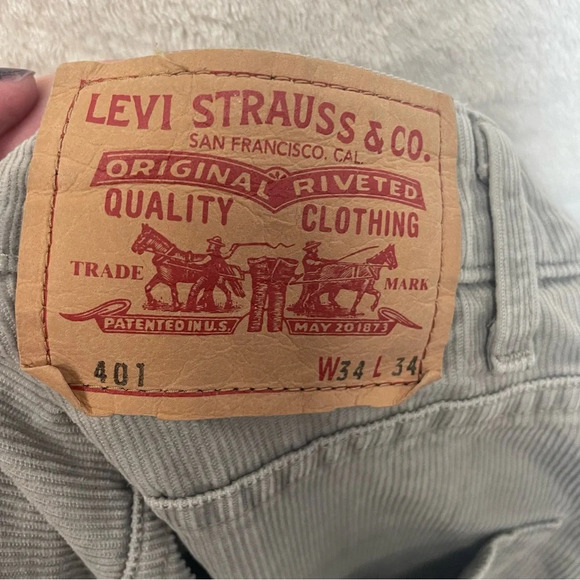 LEVI STRAUSS & CO.
SAN FRANCISCO, CAL.
ORIGINAL RIVETED
QUALITY CLOTHING
TRADE MARK
PATENTED IN U.S. MAY 20 1873
401 W34 L 34